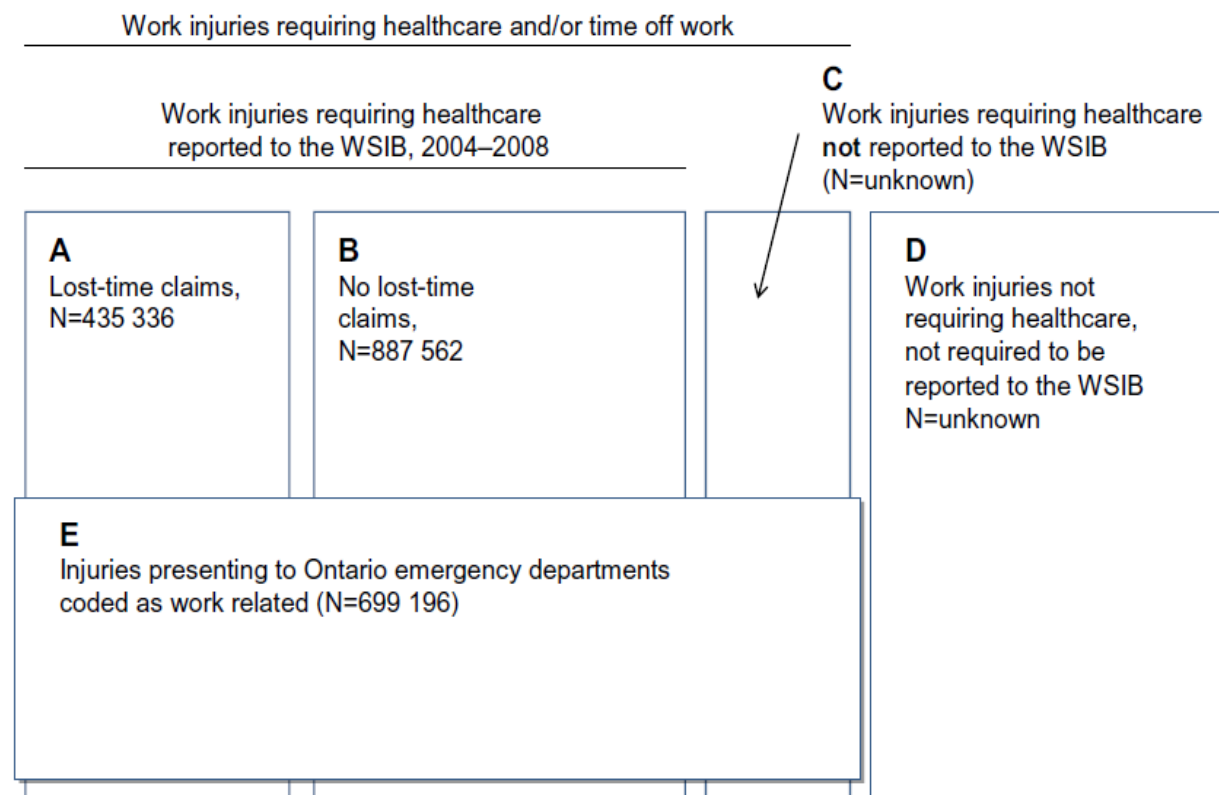 Work injuries requiring healthcare and/or time off work
Work injuries requiring healthcare
reported to the WSIB, 2004–2008
C
Work injuries requiring healthcare
not reported to the WSIB
(N=unknown)
A
Lost-time claims,
N=435 336
B
No lost-time
claims,
N=887 562
D
Work injuries not
requiring healthcare,
not required to be
reported to the WSIB
N=unknown
E
Injuries presenting to Ontario emergency departments
coded as work related (N=699 196)